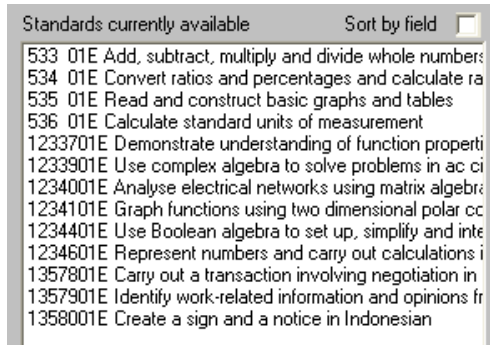 Standards currently available Sort by field
533 01E Add, subtract, multiply and divide whole numbers
534 01E Convert ratios and percentages and calculate ra
535 01E Read and construct basic graphs and tables
536 01E Calculate standard units of measurement
1233701E Demonstrate understanding of function properti
1233901E Use complex algebra to solve problems in ac ci
1234001E Analyse electrical networks using matrix algebra
1234101E Graph functions using two dimensional polar co
1234401E Use Boolean algebra to set up, simplify and inte
1234601E Represent numbers and carry out calculations i
1357801E Carry out a transaction involving negotiation in
1357901E Identify work-related information and opinions fr
1358001E Create a sign and a notice in Indonesian